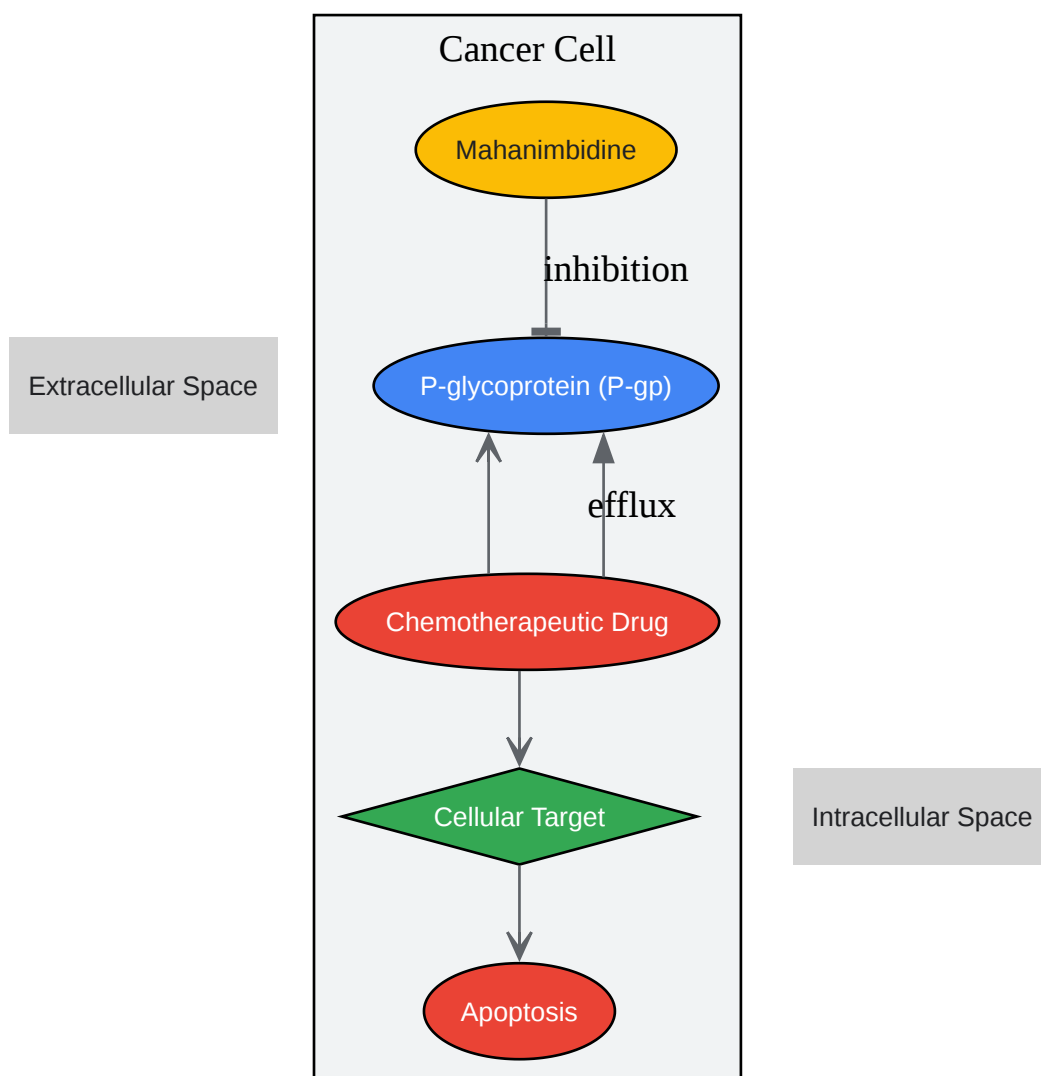 Cancer Cell
Mahanimbidine
inhibition
Extracellular Space
P-glycoprotein (P-gp)
efflux
Chemotherapeutic Drug
Cellular Target
Intracellular Space
Apoptosis